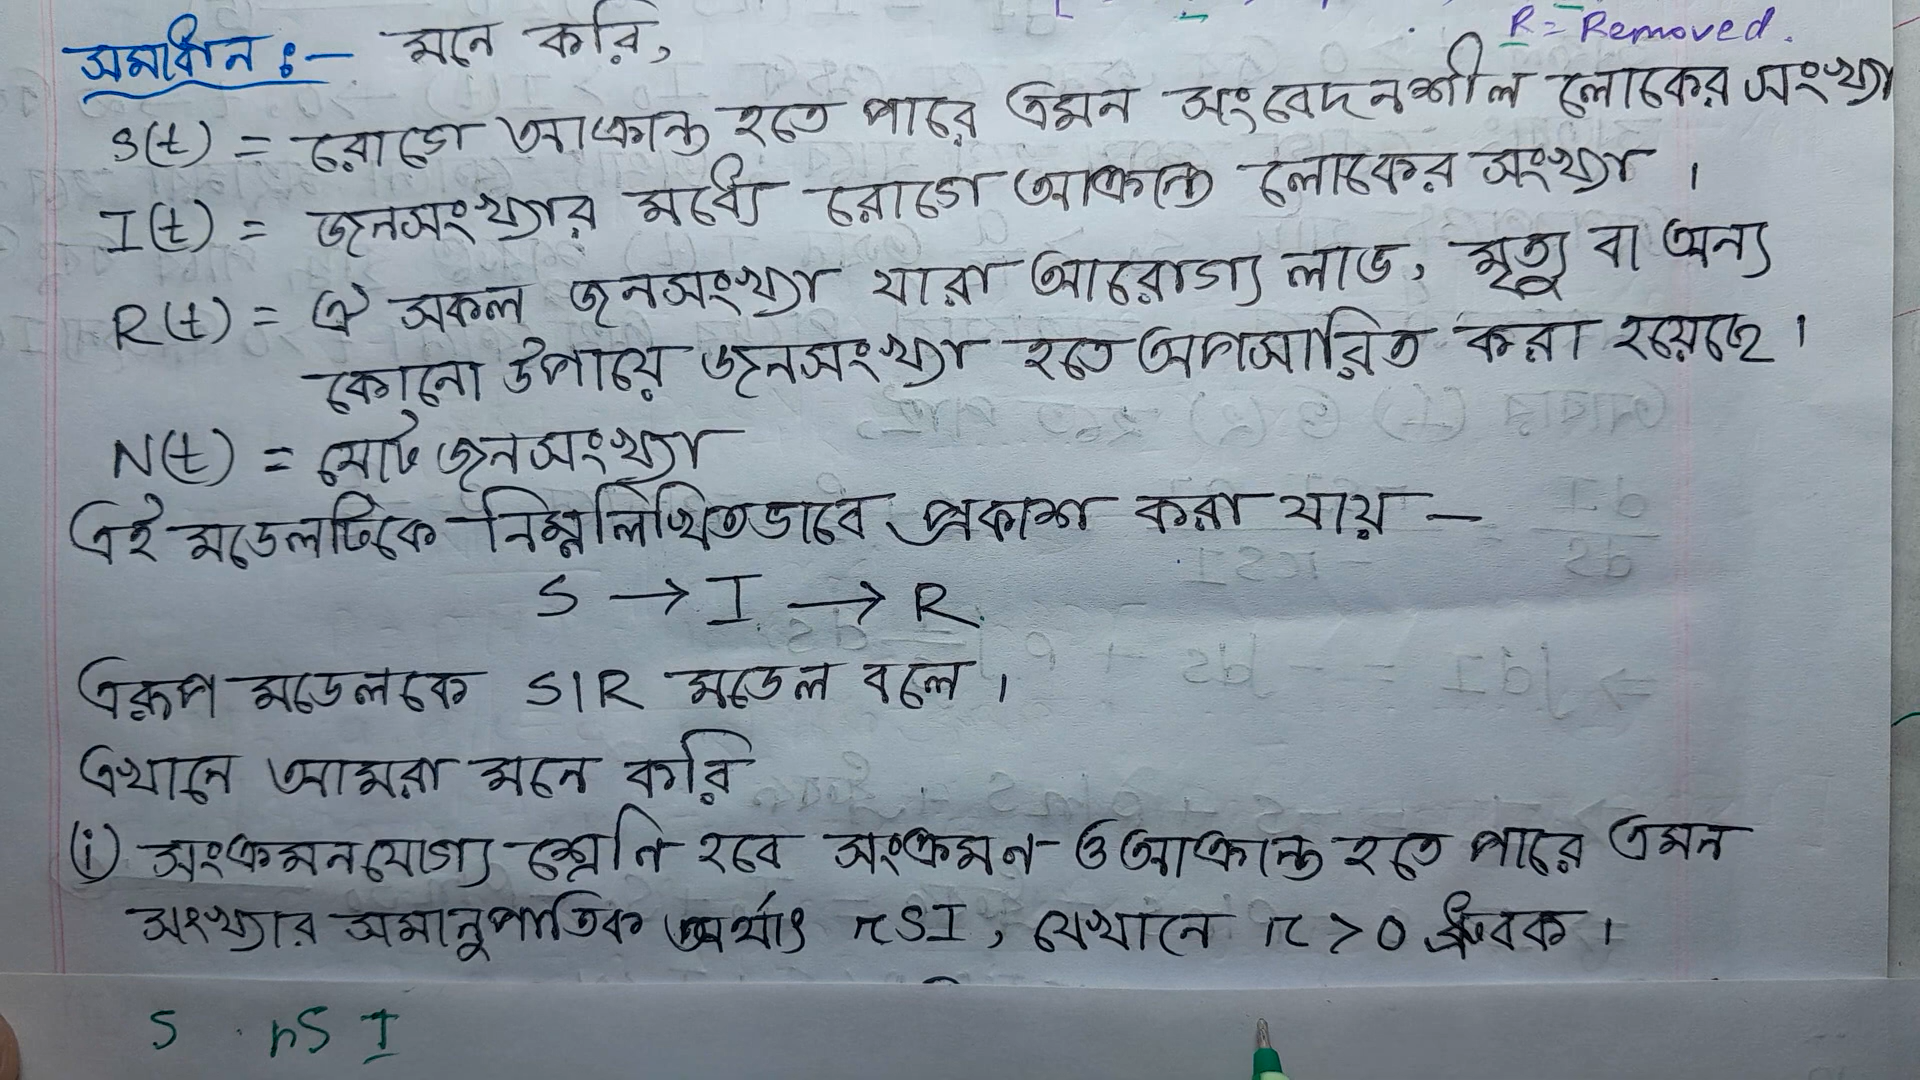 R = Removed.
সমাধান :- মনে করি,
S(t) = রোগে আক্রান্ত হতে পারে এমন সংবেদনশীল লোকের সংখ্যা
I(t) = জনসংখ্যার মধ্যে রোগে আক্রান্ত লোকের সংখ্যা ।
R(t) = ঐ সকল জনসংখ্যা যারা আরোগ্য লাভ, মৃত্যু বা অন্য
কোনো উপায়ে জনসংখ্যা হতে অপসারিত করা হয়েছে ।
N(t) = মোট জনসংখ্যা
এই মডেলটিকে নিম্নলিখিতভাবে প্রকাশ করা যায় –
S → I → R
এরূপ মডেলকে SIR মডেল বলে ।
এখানে আমরা মনে করি
(i) সংক্রমনযোগ্য শ্রেনি হবে সংক্রমন ও আক্রান্ত হতে পারে এমন
সংখ্যার সমানুপাতিক অর্থাৎ rSI, যেখানে r > 0 ধ্রুবক ।
S rS I